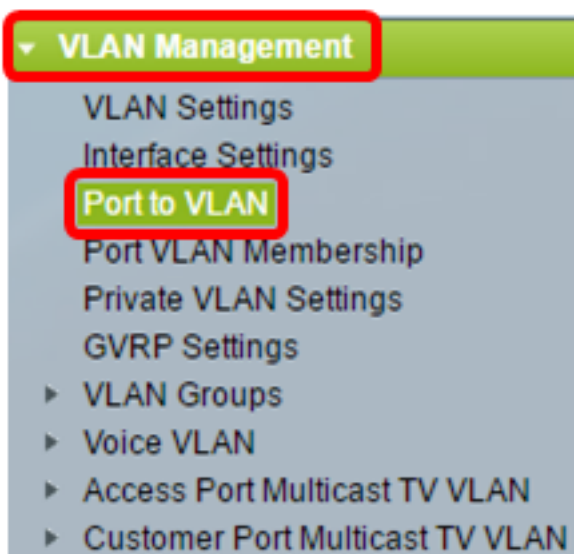 VLAN Management
VLAN Settings
Interface Settings
Port to VLAN
Port VLAN Membership
Private VLAN Settings
GVRP Settings
VLAN Groups
Voice VLAN
Access Port Multicast TV VLAN
Customer Port Multicast TV VLAN